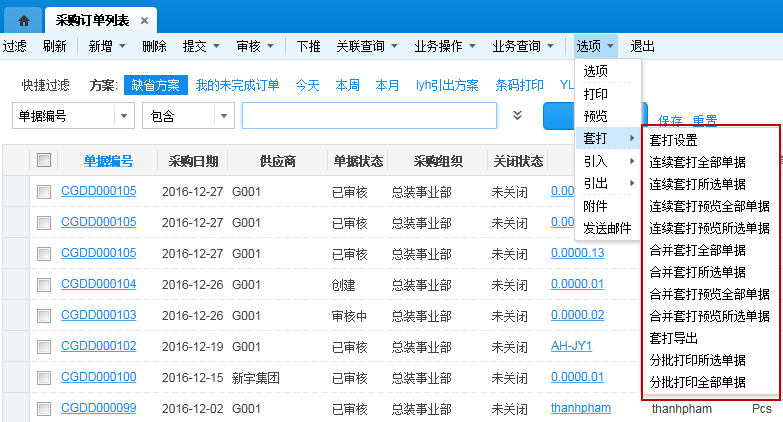 采购订单列表 ×
过滤 刷新 新增 删除 提交 审核 下推 关联查询 业务操作 业务查询 选项 退出
快捷过滤 方案: 缺省方案 我的未完成订单 今天 本周 本月 lyh引出方案 条码打印 YL
单据编号 包含 保存 重置
选项
打印
预览
套打
引入
引出
附件
发送邮件
套打设置
连续套打全部单据
连续套打所选单据
连续套打预览全部单据
连续套打预览所选单据
合并套打全部单据
合并套打所选单据
合并套打预览全部单据
合并套打预览所选单据
套打导出
分批打印所选单据
分批打印全部单据
单据编号 采购日期 供应商 单据状态 采购组织 关闭状态
CGDD000105 2016-12-27 G001 已审核 总装事业部 未关闭 0.0000
CGDD000105 2016-12-27 G001 已审核 总装事业部 未关闭
CGDD000105 2016-12-27 G001 已审核 总装事业部 未关闭 0.0000.13
CGDD000104 2016-12-26 G001 创建 总装事业部 未关闭 0.0000.01
CGDD000103 2016-12-26 G001 审核中 总装事业部 未关闭 0.0000.02
CGDD000102 2016-12-19 G001 已审核 总装事业部 未关闭 AH-JY1
CGDD000100 2016-12-15 新宇集团 已审核 总装事业部 未关闭 0.0000.01
CGDD000099 2016-12-02 G001 已审核 总装事业部 未关闭 thanhpham thanhpham Pcs